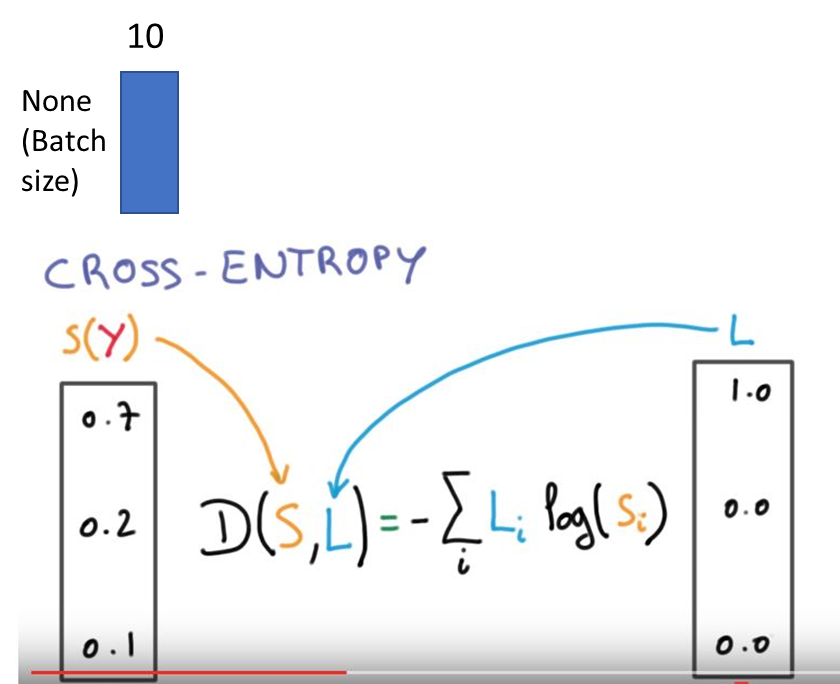 10
None
(Batch
size)
CROSS-ENTROPY
S(Y)
L
0.7
1.0
D(S,L)=-∑i Li log(Si)
0.2
0.0
0.1
0.0